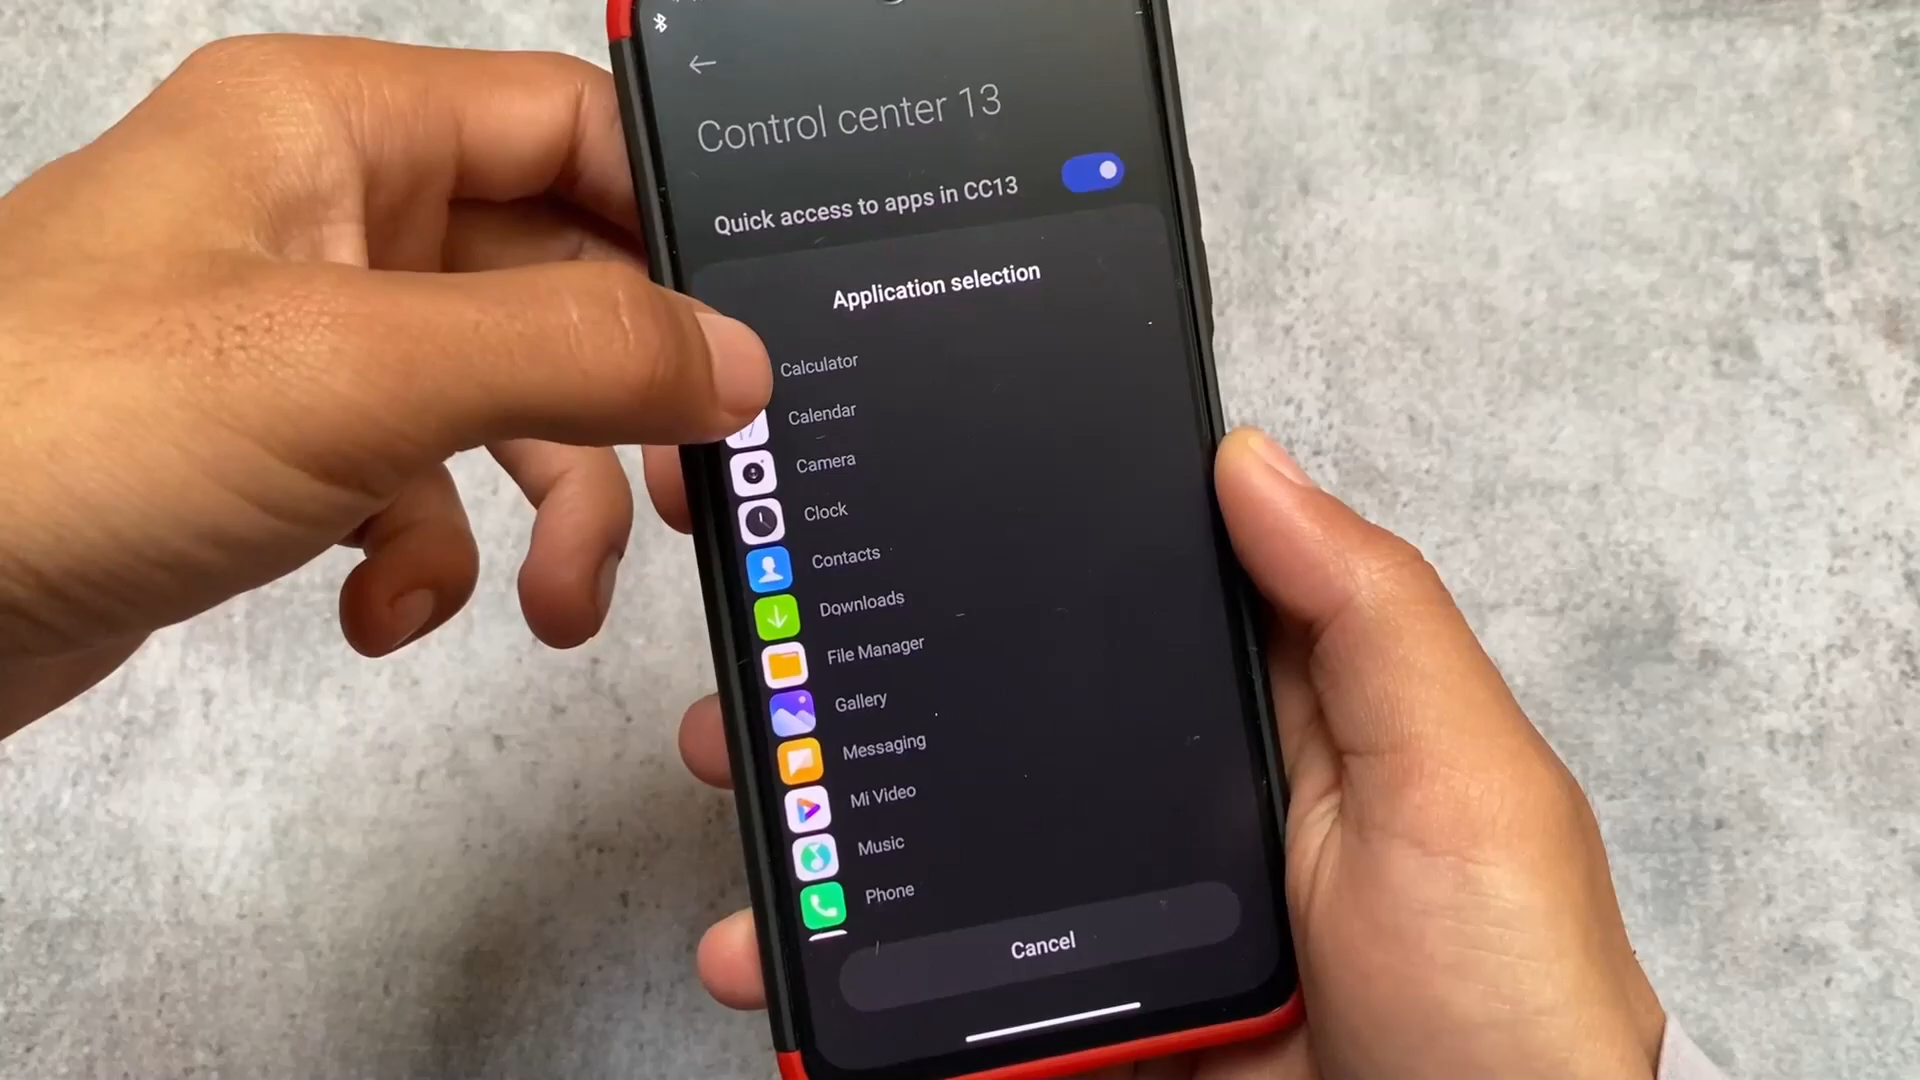 Control center 13
Quick access to apps in CC13
Application selection
Calculator
Calendar
Camera
Clock
Contacts
Downloads
File Manager
Gallery
Messaging
Mi Video
Music
Phone
Cancel